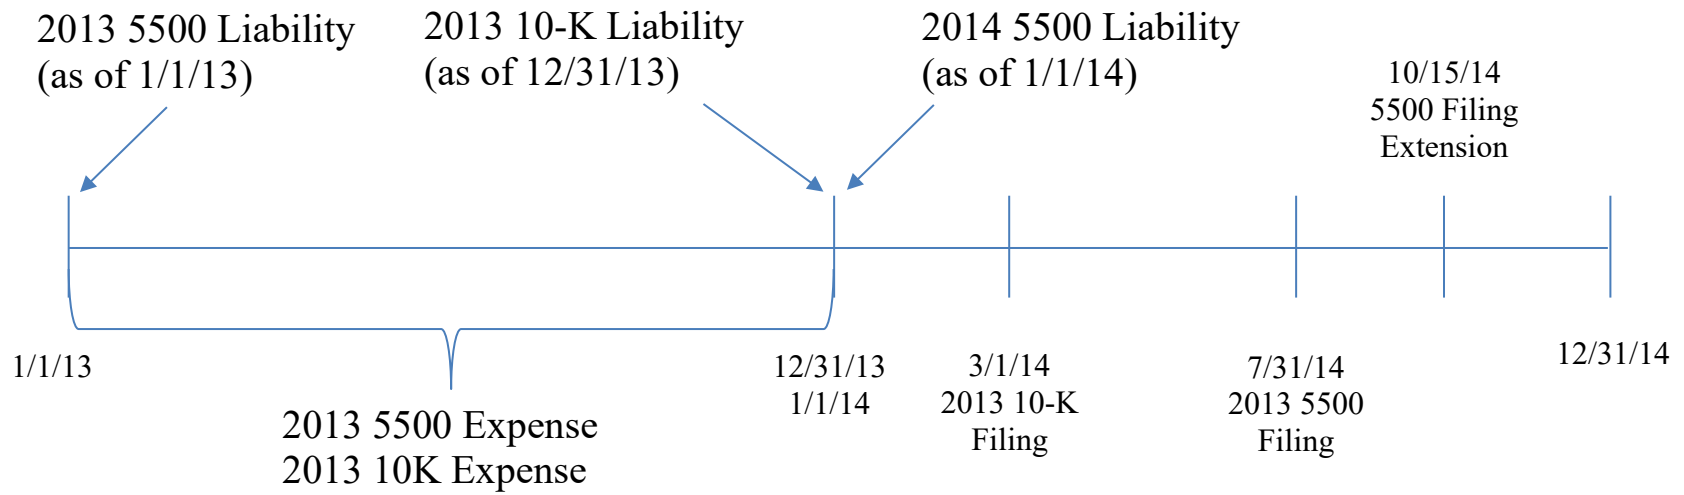 2013 5500 Liability
(as of 1/1/13)
2013 10-K Liability
(as of 12/31/13)
2014 5500 Liability
(as of 1/1/14)
10/15/14
5500 Filing
Extension
1/1/13
12/31/13
1/1/14
3/1/14
2013 10-K
Filing
7/31/14
2013 5500
Filing
12/31/14
2013 5500 Expense
2013 10K Expense